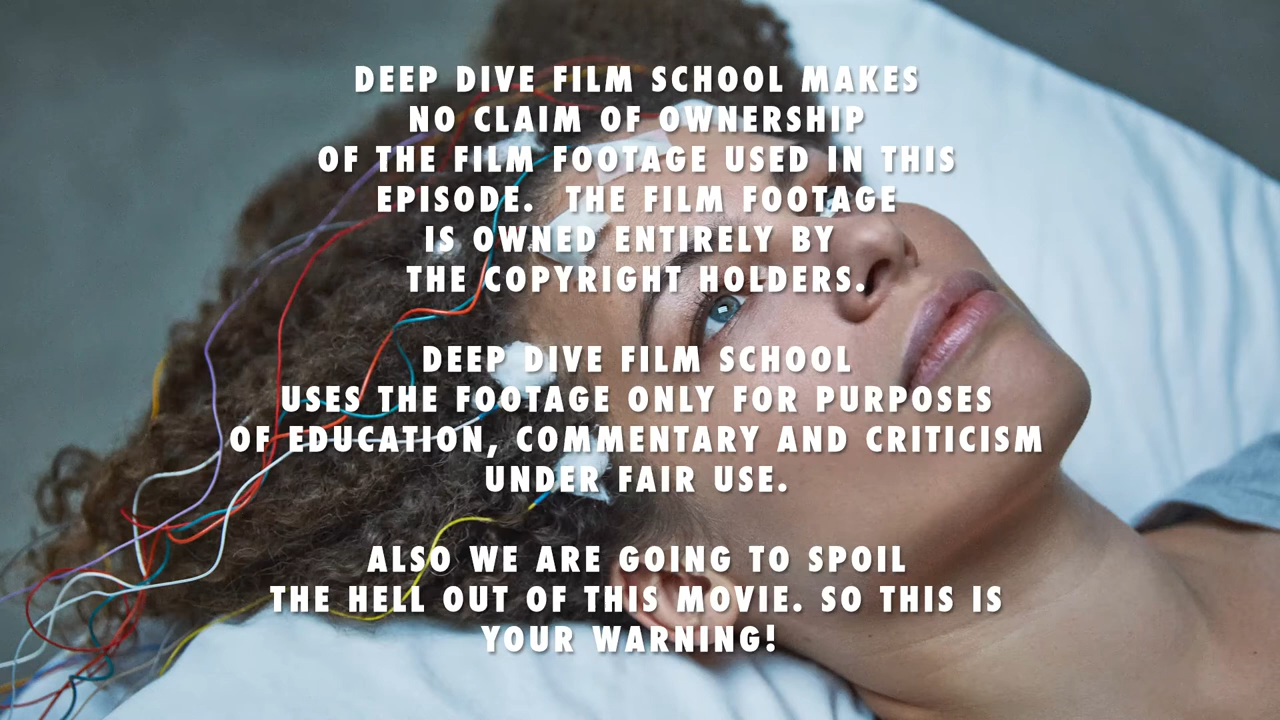 DEEP DIVE FILM SCHOOL MAKES
NO CLAIM OF OWNERSHIP
OF THE FILM FOOTAGE USED IN THIS
EPISODE. THE FILM FOOTAGE
IS OWNED ENTIRELY BY
THE COPYRIGHT HOLDERS.
DEEP DIVE FILM SCHOOL
USES THE FOOTAGE ONLY FOR PURPOSES
OF EDUCATION, COMMENTARY AND CRITICISM
UNDER FAIR USE.
ALSO WE ARE GOING TO SPOIL
THE HELL OUT OF THIS MOVIE. SO THIS IS
YOUR WARNING!